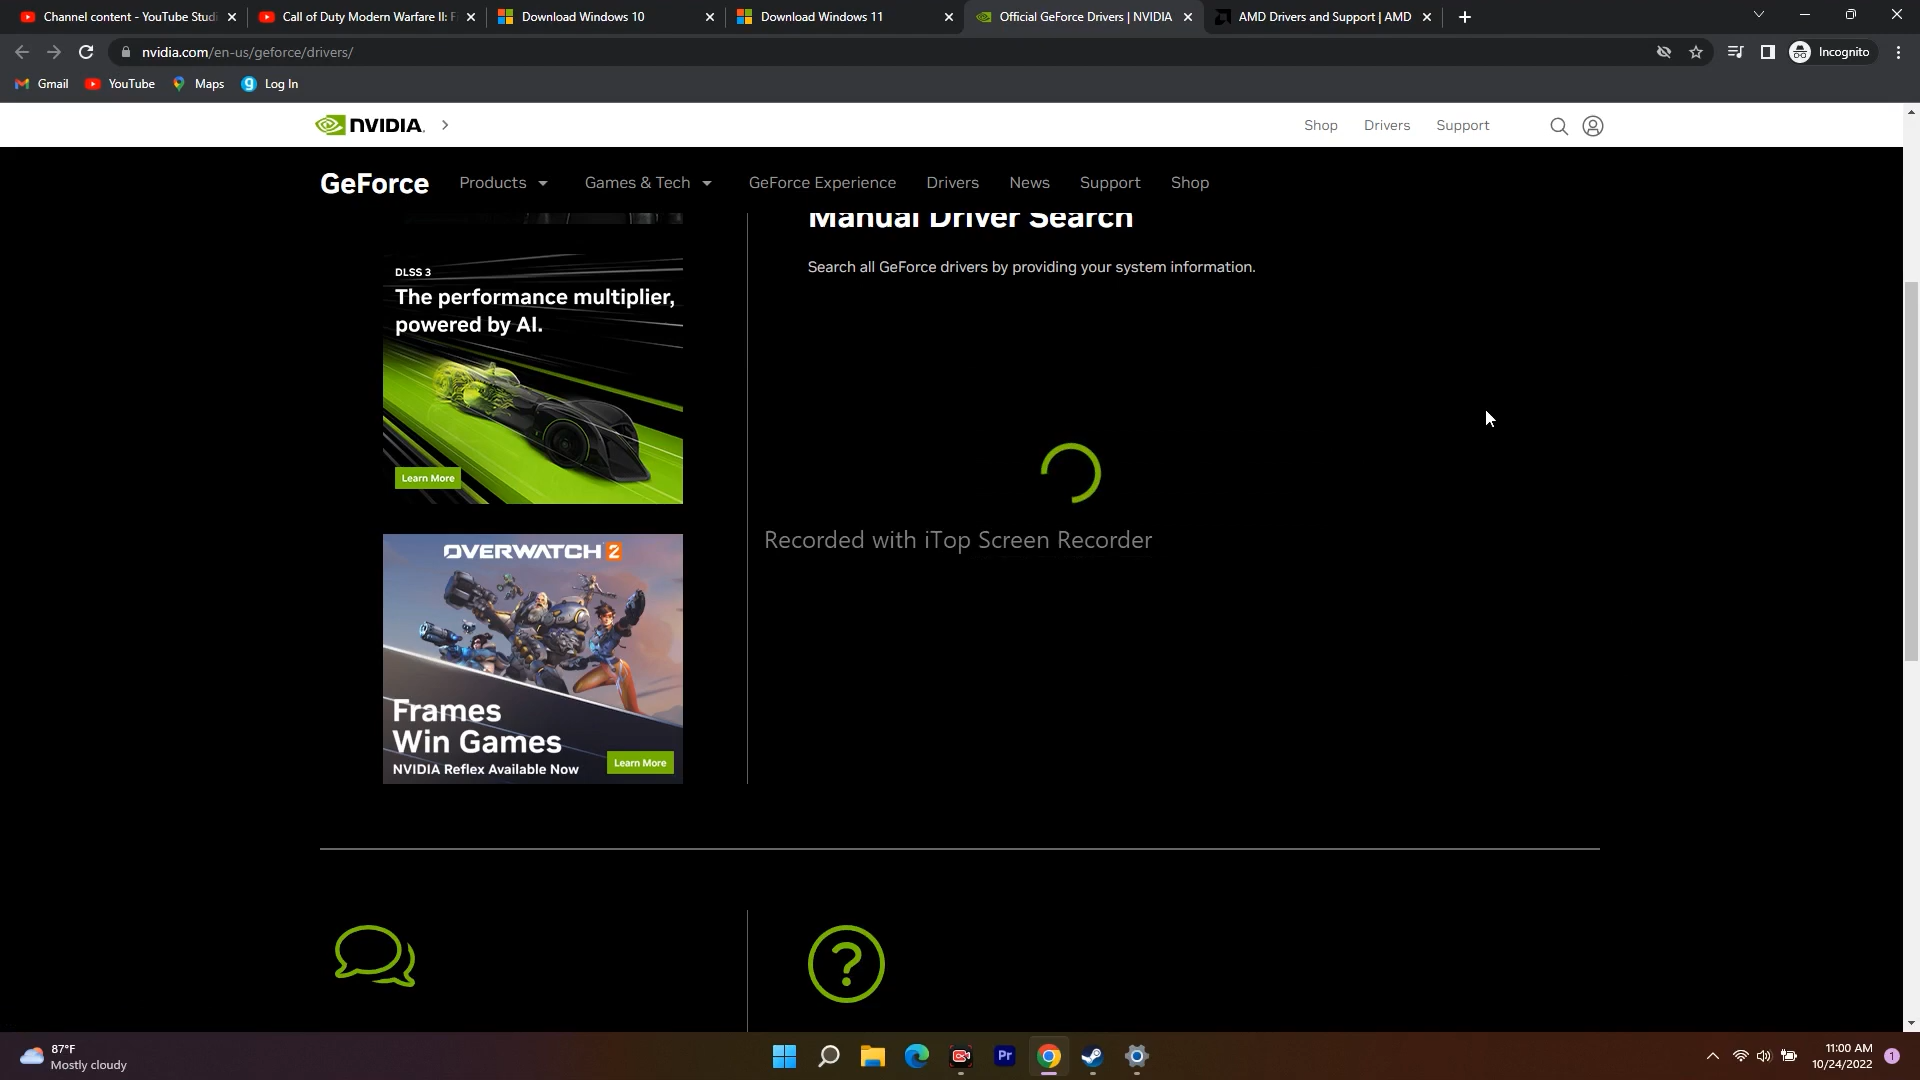 Channel content - YouTube Studi
Call of Duty Modern Warfare II: F
Download Windows 10
Download Windows 11
Official GeForce Drivers | NVIDIA
AMD Drivers and Support | AMD
nvidia.com/en-us/geforce/drivers/
Incognito
Gmail
YouTube
Maps
Log In
NVIDIA.
Shop
Drivers
Support
GeForce
Products
Games & Tech
GeForce Experience
Drivers
News
Support
Shop
Manual Driver Search
Search all GeForce drivers by providing your system information.
DLSS 3
The performance multiplier,
powered by AI.
Learn More
Recorded with iTop Screen Recorder
OVERWATCH 2
Frames
Win Games
NVIDIA Reflex Available Now
Learn More
87°F
Mostly cloudy
Pr
11:00 AM
10/24/2022
1